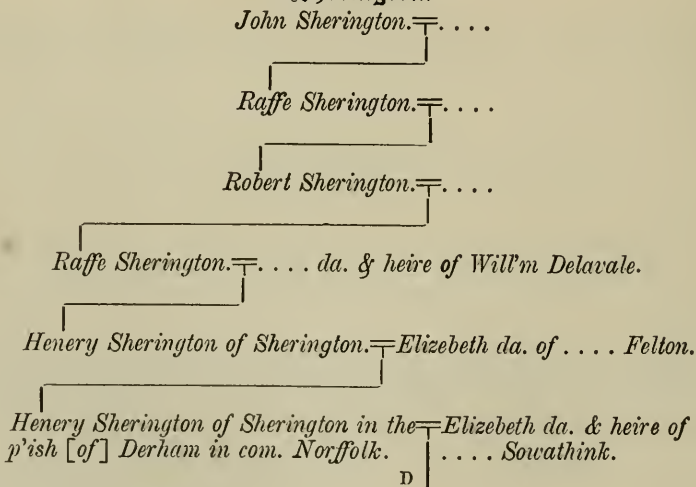 John Sherington.=. . . .
Raffe Sherington.=. . . .
Robert Sherington.=. . . .
Raffe Sherington.=. . . . da. & heire of Will'm Delavale.
Henery Sherington of Sherington.=Elizebeth da. of . . . . Felton.
Henery Sherington of Sherington in the=Elizebeth da. & heire of
p'ish [of] Derham in com. Norffolk. . . . . Sowathink.
D